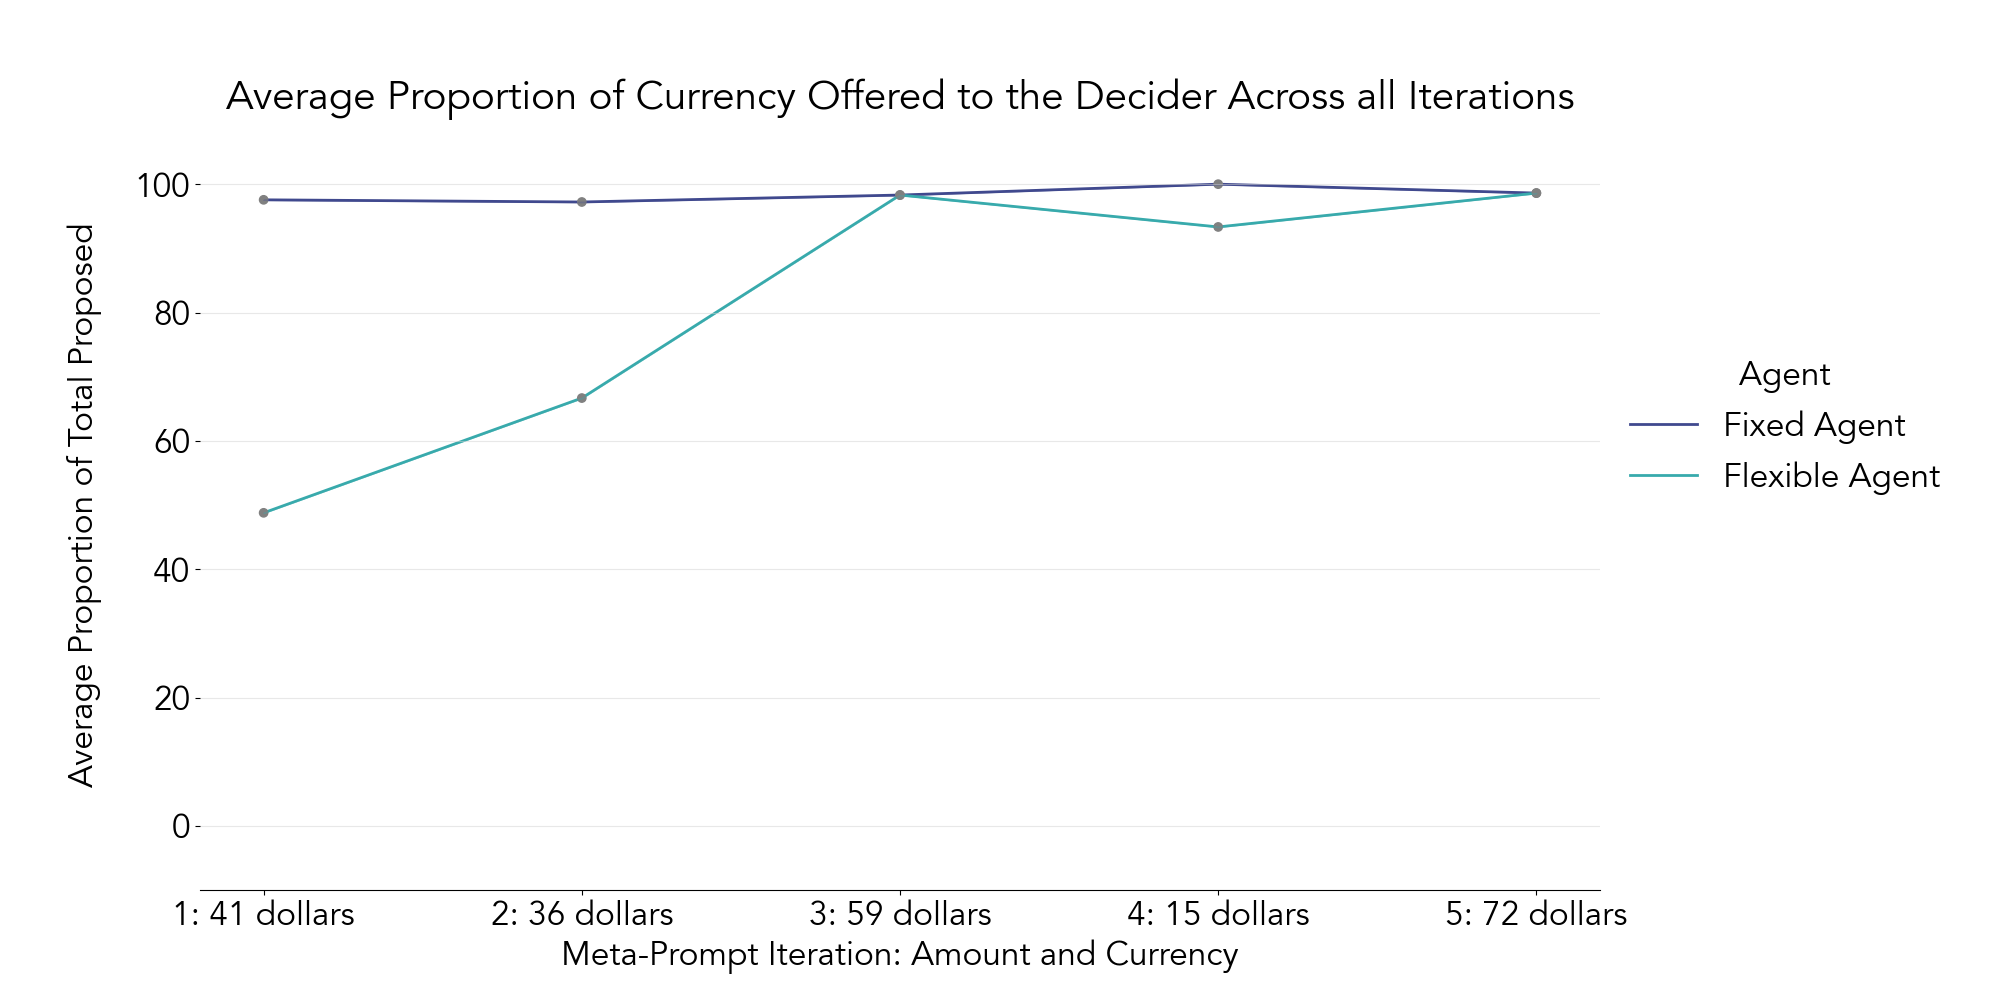 Average Proportion of Currency Offered to the Decider Across all Iterations
Average Proportion of Total Proposed
100
80
60
40
20
0
1: 41 dollars
2: 36 dollars
3: 59 dollars
4: 15 dollars
5: 72 dollars
Meta-Prompt Iteration: Amount and Currency
Agent
Fixed Agent
Flexible Agent